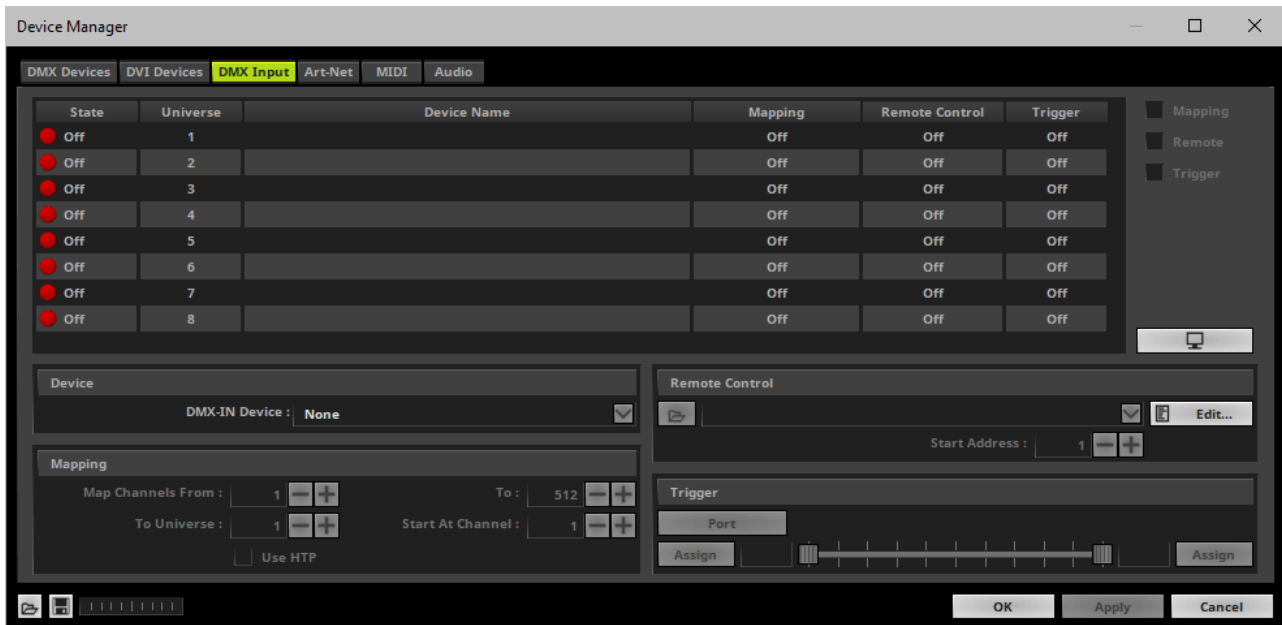 Device Manager
DMX Devices DVI Devices DMX Input Art-Net MIDI Audio
State Universe Device Name Mapping Remote Control Trigger
Off 1 Off Off Off
Off 2 Off Off Off
Off 3 Off Off Off
Off 4 Off Off Off
Off 5 Off Off Off
Off 6 Off Off Off
Off 7 Off Off Off
Off 8 Off Off Off
Mapping
Remote
Trigger
Device
DMX-IN Device : None
Mapping
Map Channels From : 1 To : 512
To Universe : 1 Start At Channel : 1
Use HTP
Remote Control
Edit...
Start Address : 1
Trigger
Port
Assign Assign
OK Apply Cancel